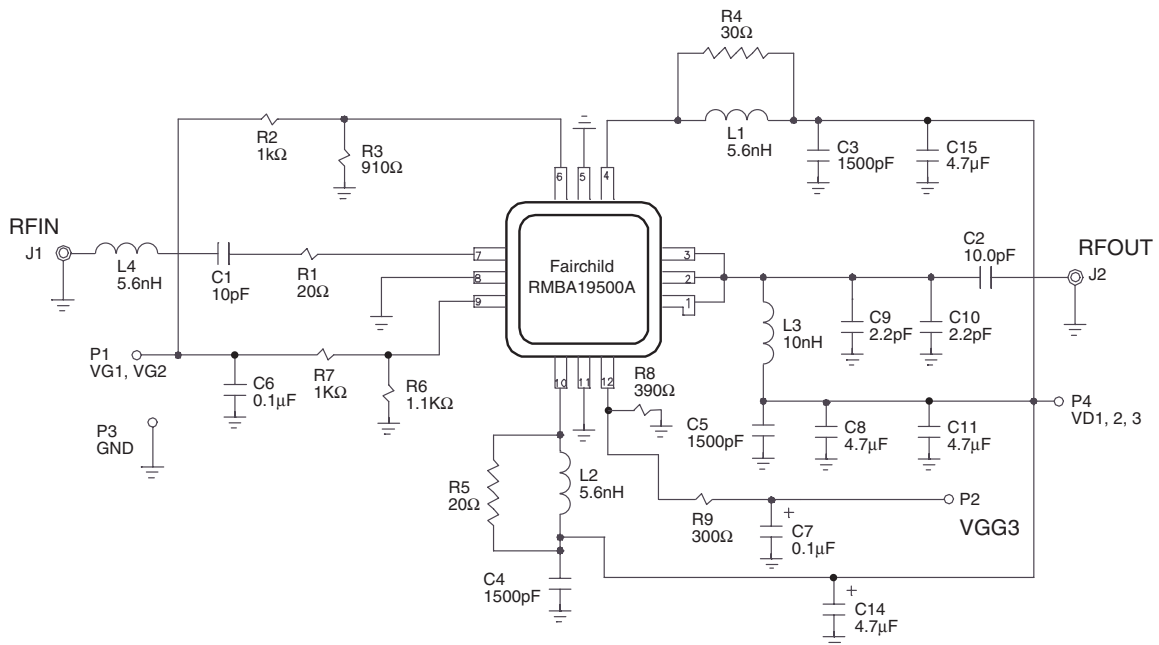 R4
30Ω
R2
1kΩ
R3
910Ω
L1
5.6nH
C3
1500pF
C15
4.7µF
6
5
4
RFIN
J1
L4
5.6nH
C1
10pF
R1
20Ω
7
8
9
Fairchild
RMBA19500A
3
2
1
C2
10.0pF
RFOUT
J2
L3
10nH
C9
2.2pF
C10
2.2pF
P1
VG1, VG2
C6
0.1µF
R7
1KΩ
R6
1.1KΩ
10
11
12
R8
390Ω
P3
GND
C5
1500pF
C8
4.7µF
C11
4.7µF
P4
VD1, 2, 3
R5
20Ω
L2
5.6nH
R9
300Ω
+
C7
0.1µF
P2
VGG3
C4
1500pF
+
C14
4.7µF